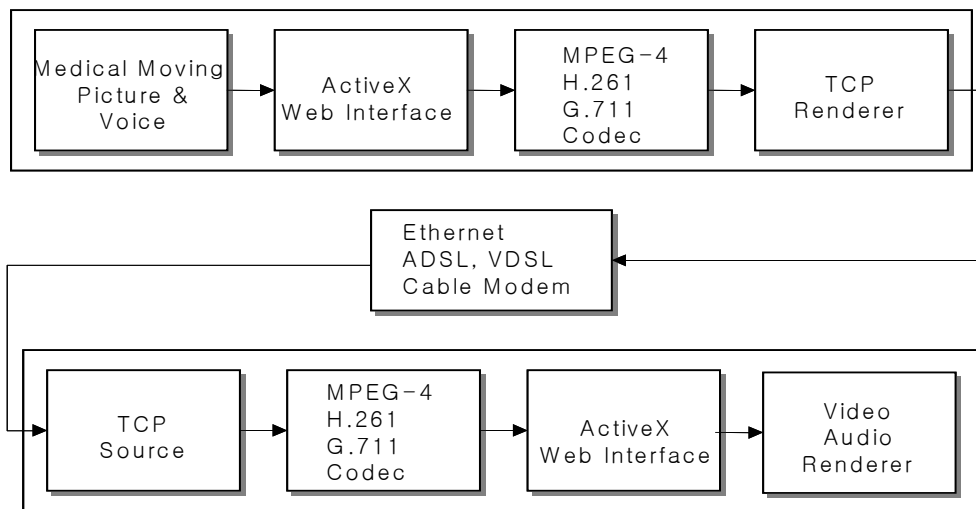 Medical Moving
Picture &
Voice
ActiveX
Web Interface
MPEG-4
H.261
G.711
Codec
TCP
Renderer
Ethernet
ADSL, VDSL
Cable Modem
TCP
Source
MPEG-4
H.261
G.711
Codec
ActiveX
Web Interface
Video
Audio
Renderer